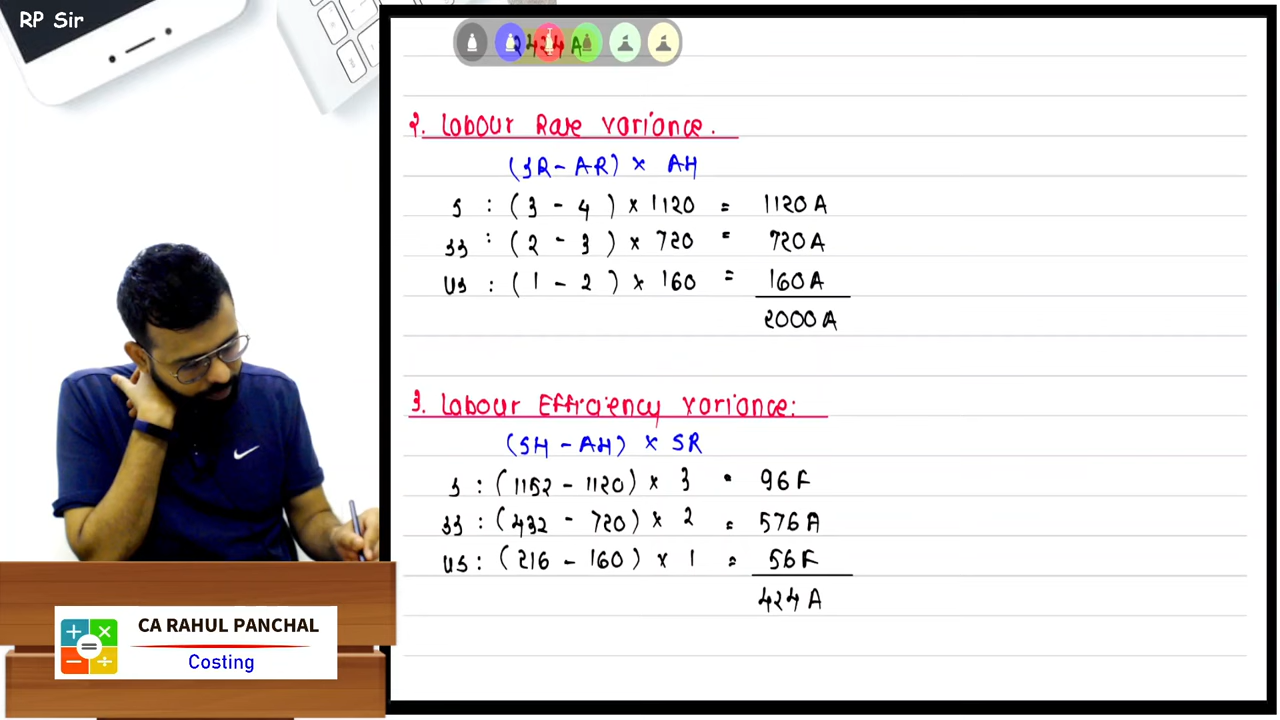 RP Sir
2424 A
2. Labour Rate Variance.
(SR - AR) × AH
S : (3 - 4) × 1120 = 1120 A
SS : (2 - 3) × 720 = 720 A
US : (1 - 2) × 160 = 160 A
2000 A
3. Labour Efficiency Variance:
(SH - AH) × SR
S : (1152 - 1120) × 3 = 96 F
SS : (432 - 720) × 2 = 576 A
US : (216 - 160) × 1 = 56 F
424 A
CA RAHUL PANCHAL
Costing